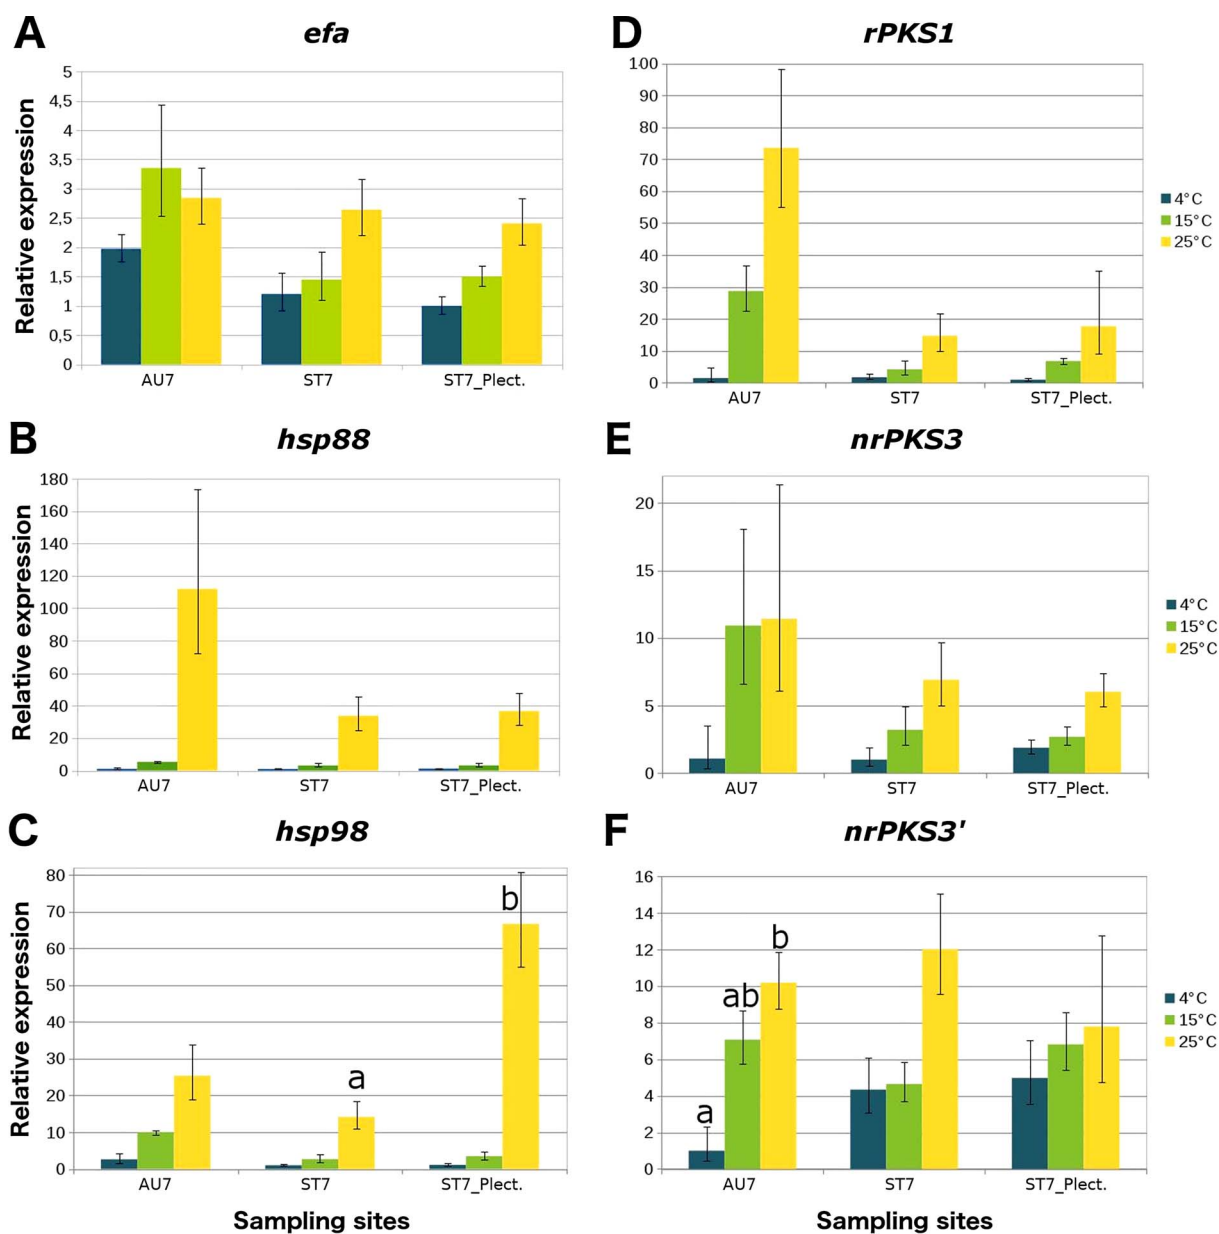 A efa
Relative expression
5
4,5
4
3,5
3
2,5
2
1,5
1
0,5
0
AU7 ST7 ST7_Plect.
B hsp88
Relative expression
180
160
140
120
100
80
60
40
20
0
AU7 ST7 ST7_Plect.
C hsp98
Relative expression
80
70
60
50
40
30
20
10
0
a
b
AU7 ST7 ST7_Plect.
Sampling sites
D rPKS1
100
90
80
70
60
50
40
30
20
10
0
AU7 ST7 ST7_Plect.
4°C
15°C
25°C
E nrPKS3
20
15
10
5
0
AU7 ST7 ST7_Plect.
4°C
15°C
25°C
F nrPKS3'
16
14
12
10
8
6
4
2
0
a
ab
b
AU7 ST7 ST7_Plect.
4°C
15°C
25°C
Sampling sites